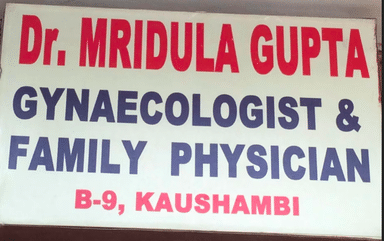 Dr. MRIDULA GUPTA
GYNAECOLOGIST &
FAMILY PHYSICIAN
B-9, KAUSHAMBI